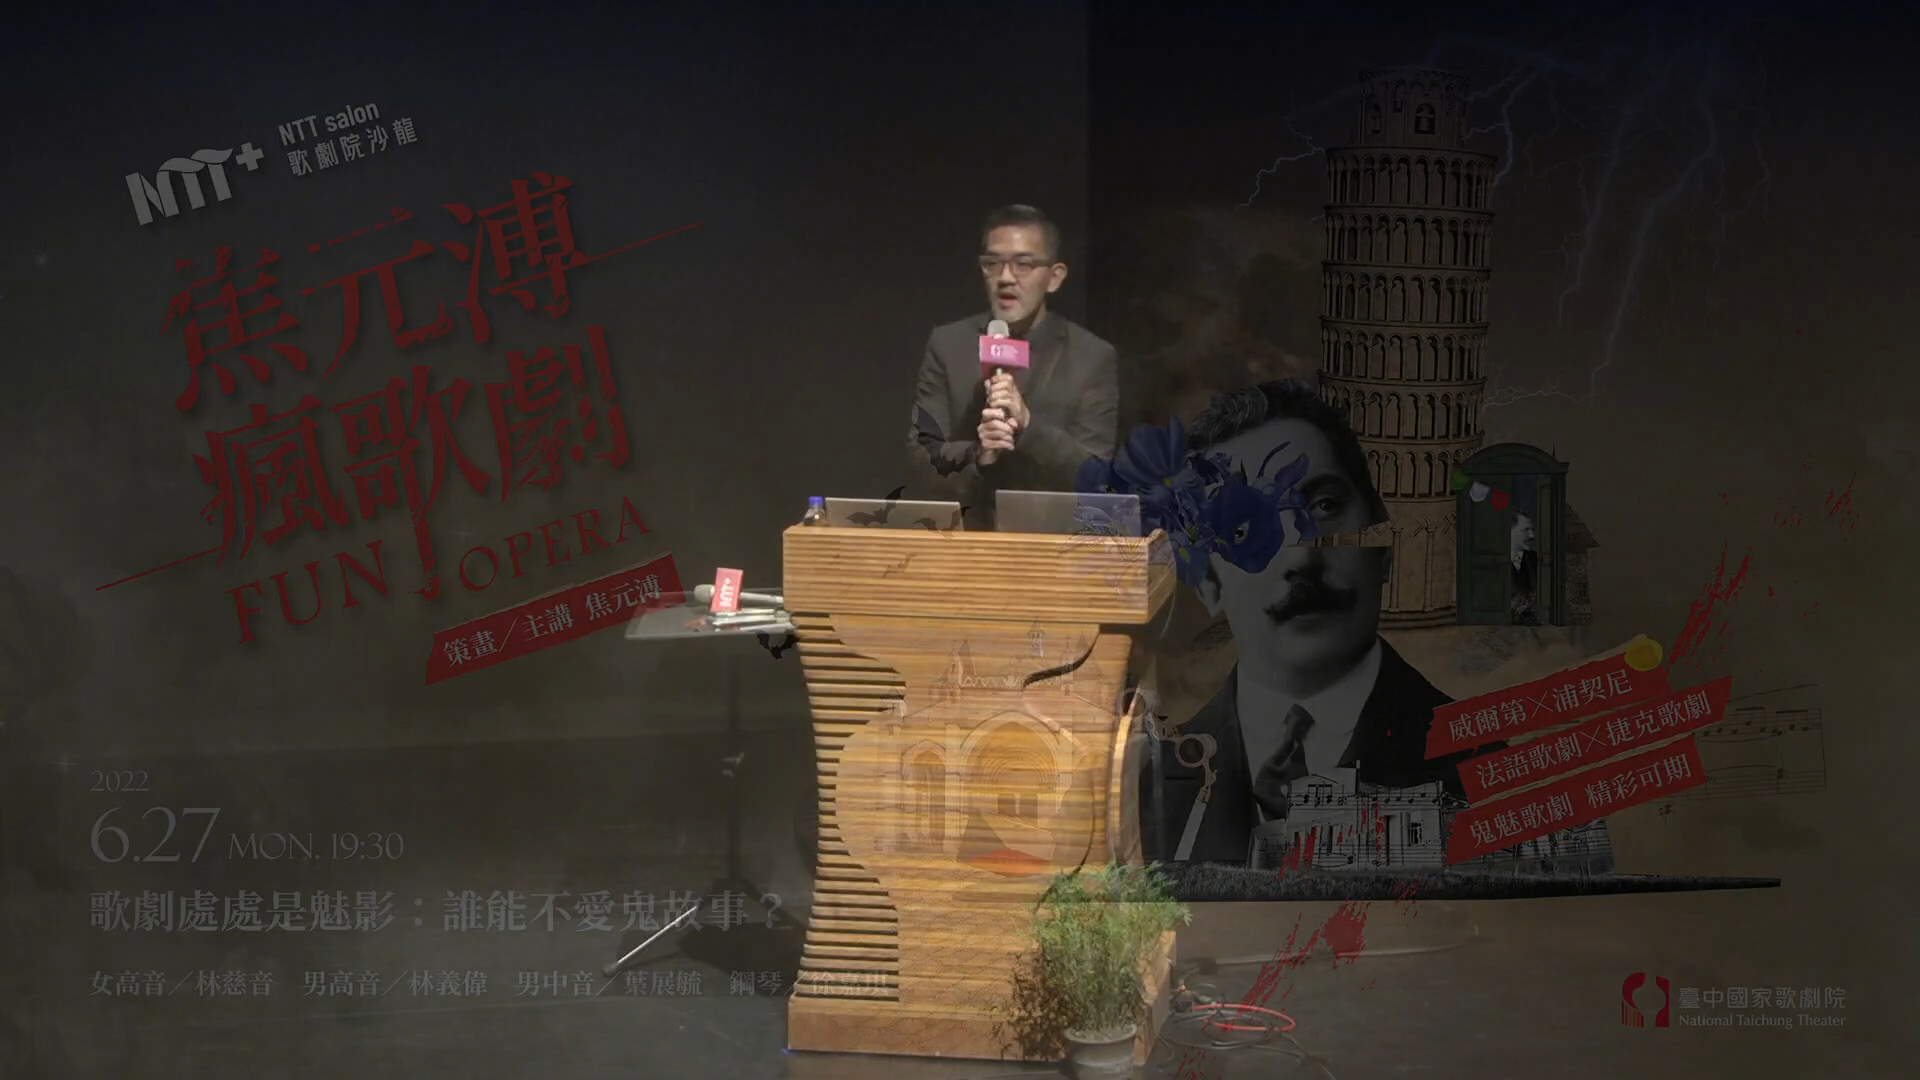 NTT+
NTT salon
歌劇院沙龍
焦元溥
瘋歌劇
FUN OPERA
策畫／主講 焦元溥
2022
6.27 MON. 19:30
歌劇處處是魅影：誰能不愛鬼故事？
女高音／林慈音 男高音／林義偉 男中音／葉展毓 鋼琴／徐嘉琪
威爾第×浦契尼
法語歌劇×捷克歌劇
鬼魅歌劇 精彩可期
臺中國家歌劇院
National Taichung Theater
NTT+